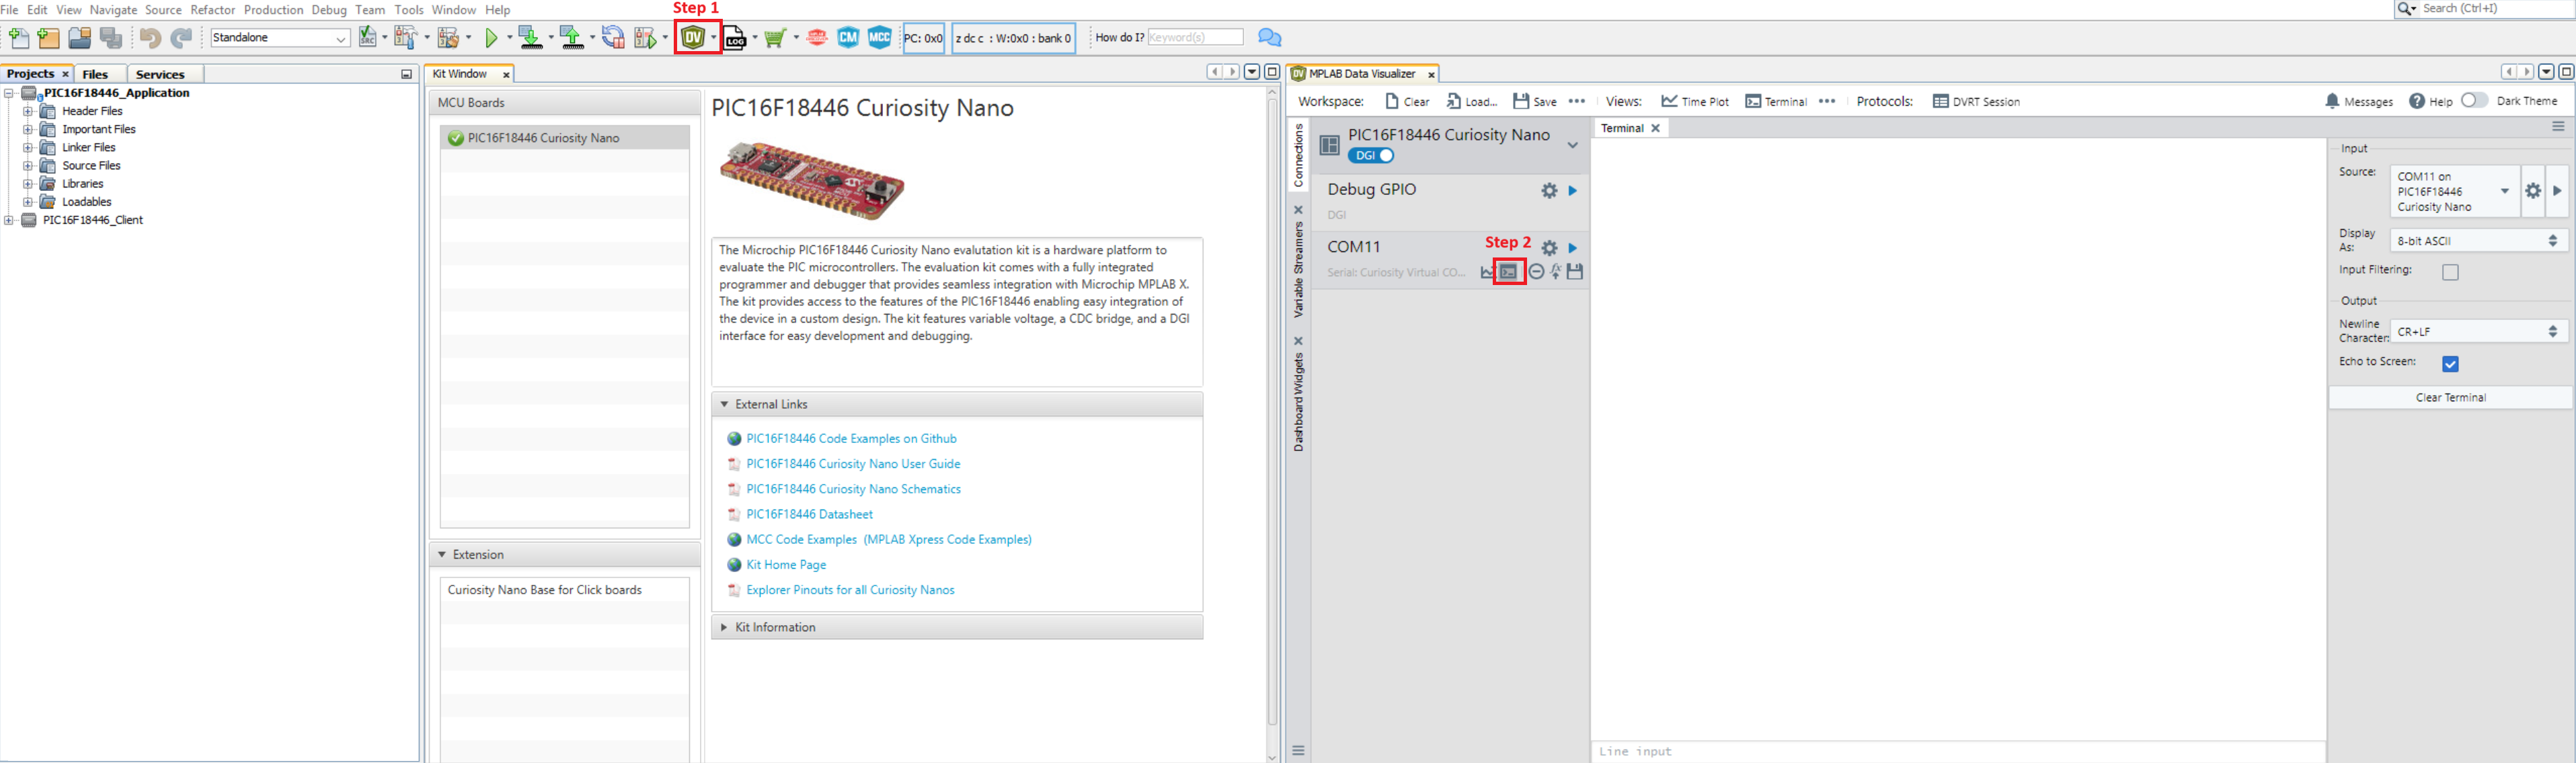 Step 1
File Edit View Navigate Source Refactor Production Debug Team Tools Window Help
Search (Ctrl+I)
Standalone
DV
LOG
CM
MCC
PC: 0x0
z dc c : W:0x0 : bank 0
How do I?
Keyword(s)
Projects
Files
Services
PIC16F18446_Application
Header Files
Important Files
Linker Files
Source Files
Libraries
Loadables
PIC16F18446_Client
Kit Window
MCU Boards
PIC16F18446 Curiosity Nano
Extension
Curiosity Nano Base for Click boards
PIC16F18446 Curiosity Nano
The Microchip PIC16F18446 Curiosity Nano evalutation kit is a hardware platform to
evaluate the PIC microcontrollers. The evaluation kit comes with a fully integrated
programmer and debugger that provides seamless integration with Microchip MPLAB X.
The kit provides access to the features of the PIC16F18446 enabling easy integration of
the device in a custom design. The kit features variable voltage, a CDC bridge, and a DGI
interface for easy development and debugging.
External Links
PIC16F18446 Code Examples on Github
PIC16F18446 Curiosity Nano User Guide
PIC16F18446 Curiosity Nano Schematics
PIC16F18446 Datasheet
MCC Code Examples (MPLAB Xpress Code Examples)
Kit Home Page
Explorer Pinouts for all Curiosity Nanos
Kit Information
DV MPLAB Data Visualizer
Workspace: Clear Load... Save ••• Views: Time Plot Terminal ••• Protocols: DVRT Session
Messages Help Dark Theme
Connections
Variable Streamers
Dashboard Widgets
PIC16F18446 Curiosity Nano
DGI
Debug GPIO
DGI
COM11
Step 2
Serial: Curiosity Virtual CO...
Terminal
Line input
Input
Source:
COM11 on
PIC16F18446
Curiosity Nano
Display
As:
8-bit ASCII
Input Filtering:
Output
Newline
Character:
CR+LF
Echo to Screen:
Clear Terminal